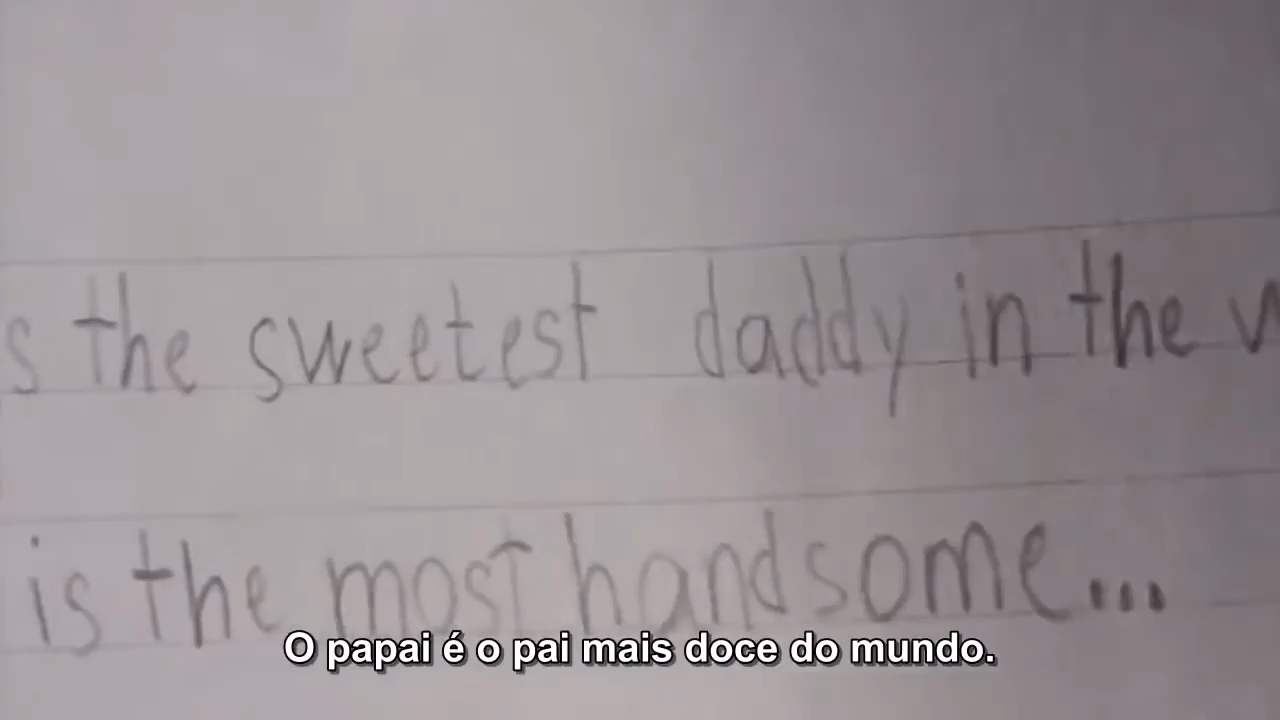 s the sweetest daddy in the
is the most handsome...
O papai é o pai mais doce do mundo.